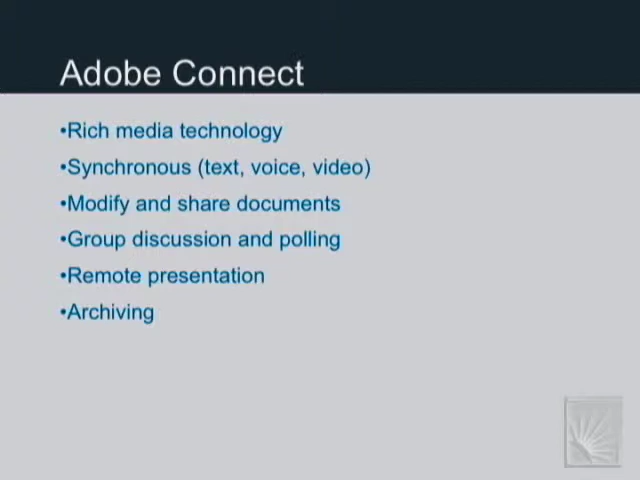 Adobe Connect
•Rich media technology
•Synchronous (text, voice, video)
•Modify and share documents
•Group discussion and polling
•Remote presentation
•Archiving